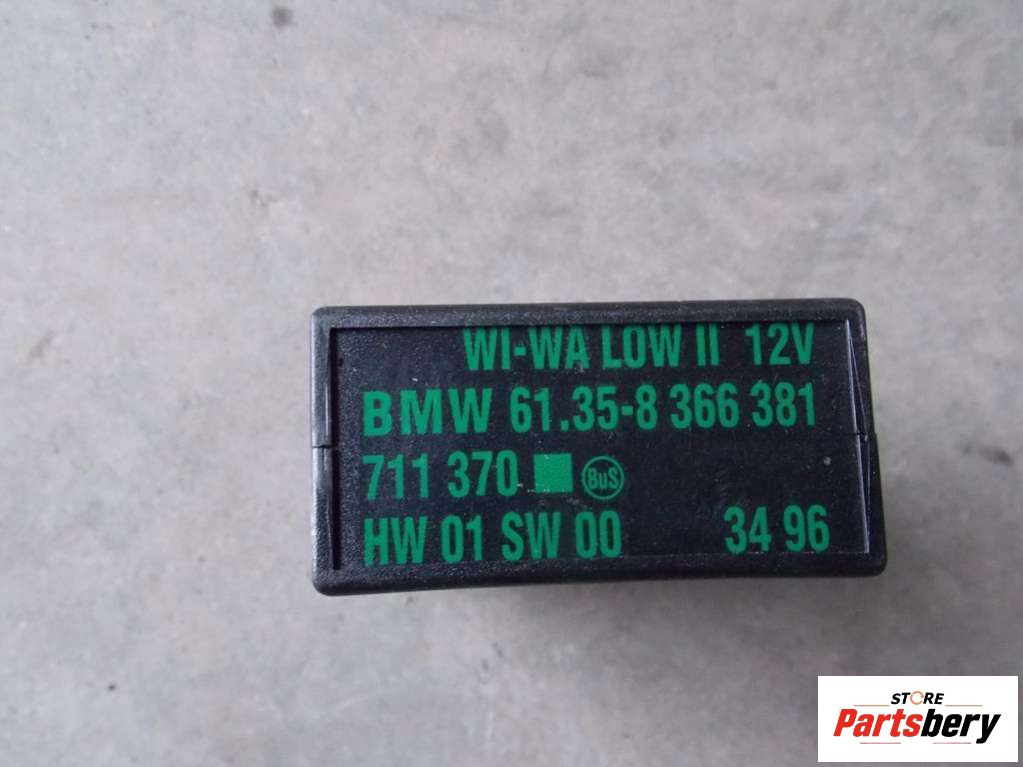 WI-WA LOW II 12V
BMW 61.35-8 366 381
711 370 BuS
HW 01 SW 00 34 96
STORE
Partsbery